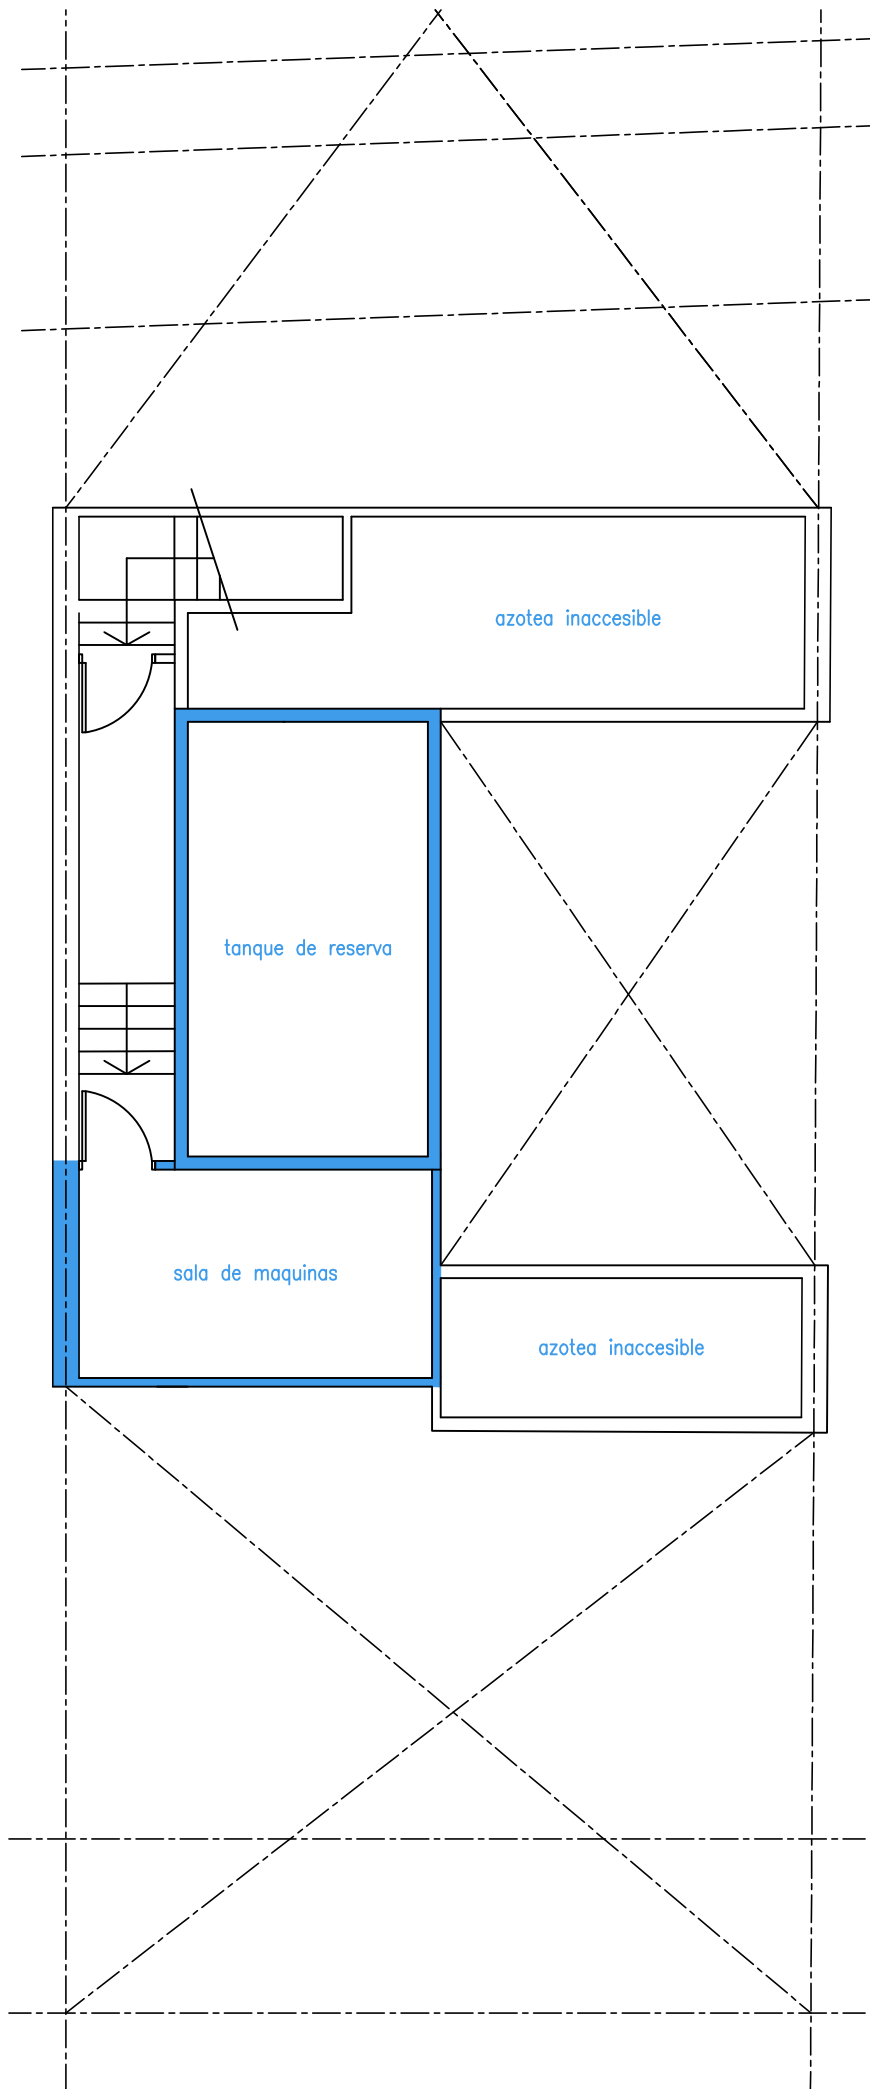 azotea inaccesible
tanque de reserva
sala de maquinas
azotea inaccesible